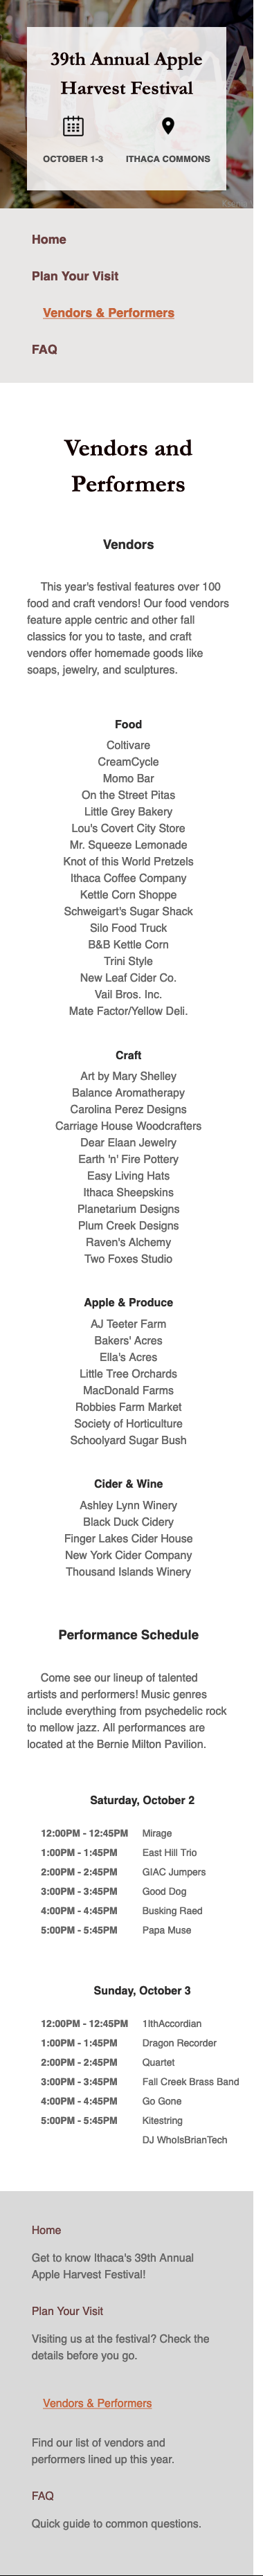 39th Annual Apple
Harvest Festival
OCTOBER 1-3 ITHACA COMMONS
Home
Plan Your Visit
Vendors & Performers
FAQ
Vendors and
Performers
Vendors
This year's festival features over 100
food and craft vendors! Our food vendors
feature apple centric and other fall
classics for you to taste, and craft
vendors offer homemade goods like
soaps, jewelry, and sculptures.
Food
Coltivare
CreamCycle
Momo Bar
On the Street Pitas
Little Grey Bakery
Lou's Covert City Store
Mr. Squeeze Lemonade
Knot of this World Pretzels
Ithaca Coffee Company
Kettle Corn Shoppe
Schweigart's Sugar Shack
Silo Food Truck
B&B Kettle Corn
Trini Style
New Leaf Cider Co.
Vail Bros. Inc.
Mate Factor/Yellow Deli.
Craft
Art by Mary Shelley
Balance Aromatherapy
Carolina Perez Designs
Carriage House Woodcrafters
Dear Elaan Jewelry
Earth 'n' Fire Pottery
Easy Living Hats
Ithaca Sheepskins
Planetarium Designs
Plum Creek Designs
Raven's Alchemy
Two Foxes Studio
Apple & Produce
AJ Teeter Farm
Bakers' Acres
Ella's Acres
Little Tree Orchards
MacDonald Farms
Robbies Farm Market
Society of Horticulture
Schoolyard Sugar Bush
Cider & Wine
Ashley Lynn Winery
Black Duck Cidery
Finger Lakes Cider House
New York Cider Company
Thousand Islands Winery
Performance Schedule
Come see our lineup of talented
artists and performers! Music genres
include everything from psychedelic rock
to mellow jazz. All performances are
located at the Bernie Milton Pavilion.
Saturday, October 2
12:00PM - 12:45PM Mirage
1:00PM - 1:45PM East Hill Trio
2:00PM - 2:45PM GIAC Jumpers
3:00PM - 3:45PM Good Dog
4:00PM - 4:45PM Busking Raed
5:00PM - 5:45PM Papa Muse
Sunday, October 3
12:00PM - 12:45PM 1IthAccordian
1:00PM - 1:45PM Dragon Recorder
2:00PM - 2:45PM Quartet
3:00PM - 3:45PM Fall Creek Brass Band
4:00PM - 4:45PM Go Gone
5:00PM - 5:45PM Kitestring
DJ WhoIsBrianTech
Home
Get to know Ithaca's 39th Annual
Apple Harvest Festival!
Plan Your Visit
Visiting us at the festival? Check the
details before you go.
Vendors & Performers
Find our list of vendors and
performers lined up this year.
FAQ
Quick guide to common questions.